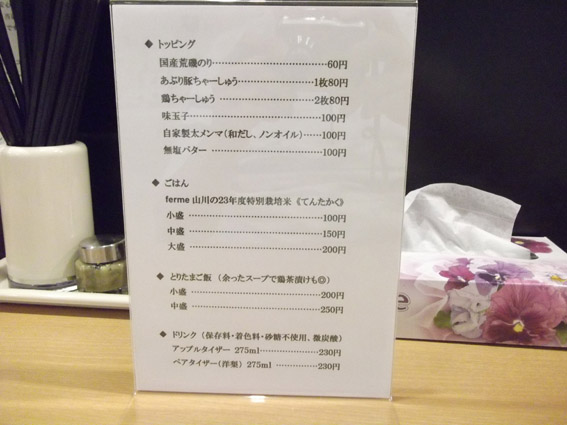 ◆ トッピング
国産荒磯のり……………………………60円
あぶり豚ちゃーしゅう…………………1枚80円
鶏ちゃーしゅう…………………………2枚80円
味玉子……………………………………100円
自家製太メンマ（和だし、ノンオイル）……100円
無塩バター………………………………100円
◆ ごはん
ferme 山川の23年度特別栽培米 《てんたかく》
小盛………………………………………100円
中盛………………………………………150円
大盛………………………………………200円
◆ とりたまご飯 （余ったスープで鶏茶漬けも◎）
小盛………………………………………200円
中盛………………………………………250円
◆ ドリンク （保存料・着色料・砂糖不使用、微炭酸）
アップルタイザー 275ml………………230円
ペアタイザー（洋梨） 275ml……………230円